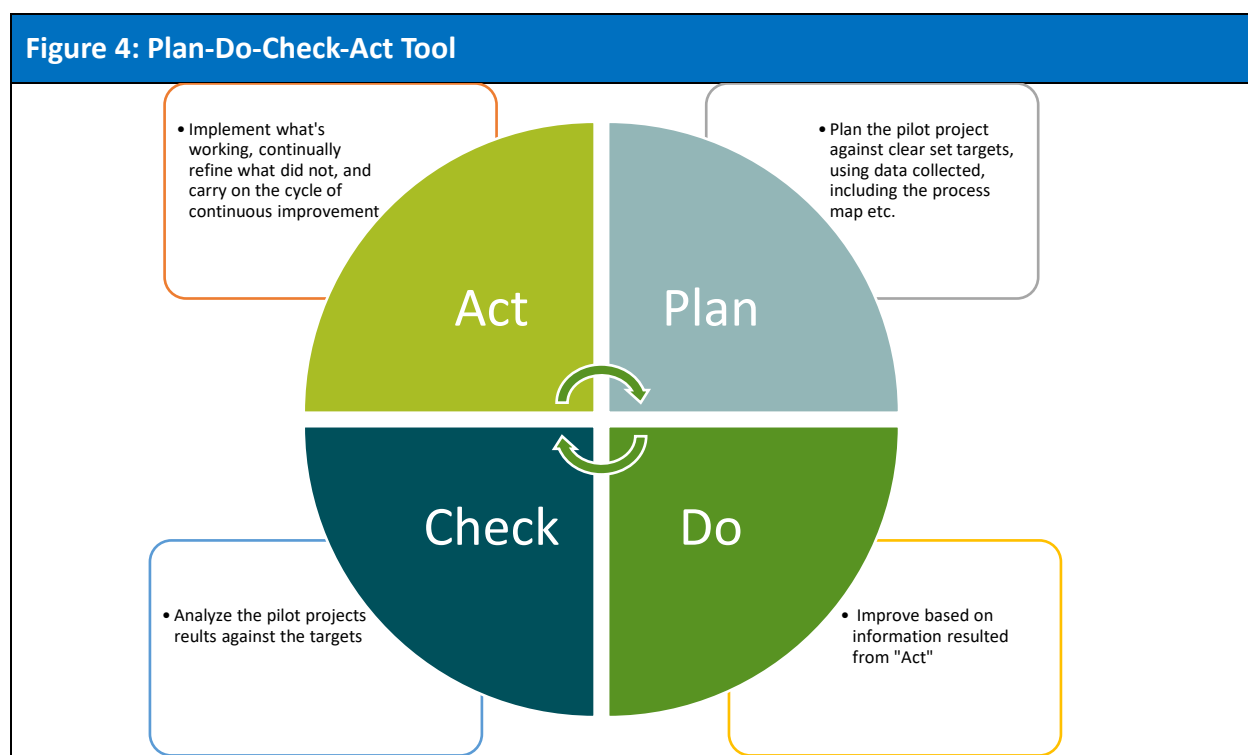 Figure 4: Plan-Do-Check-Act Tool
• Implement what's
working, continually
refine what did not, and
carry on the cycle of
continuous improvement
• Plan the pilot project
against clear set targets,
using data collected,
including the process
map etc.
Act
Plan
Check
Do
• Analyze the pilot projects
reults against the targets
• Improve based on
information resulted
from "Act"